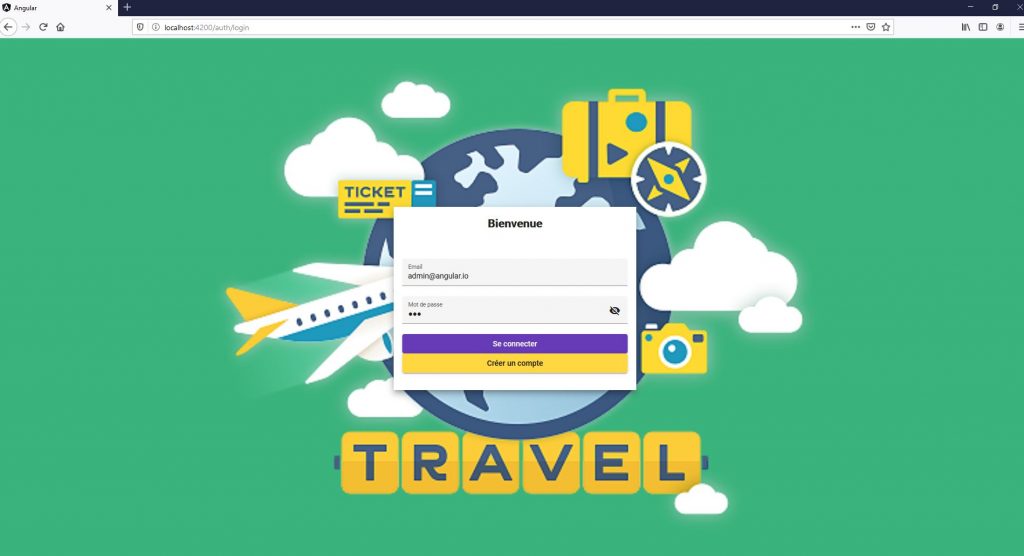 Angular
localhost:4200/auth/login
TICKET
Bienvenue
Email
admin@angular.io
Mot de passe
•••
Se connecter
Créer un compte
TRAVEL